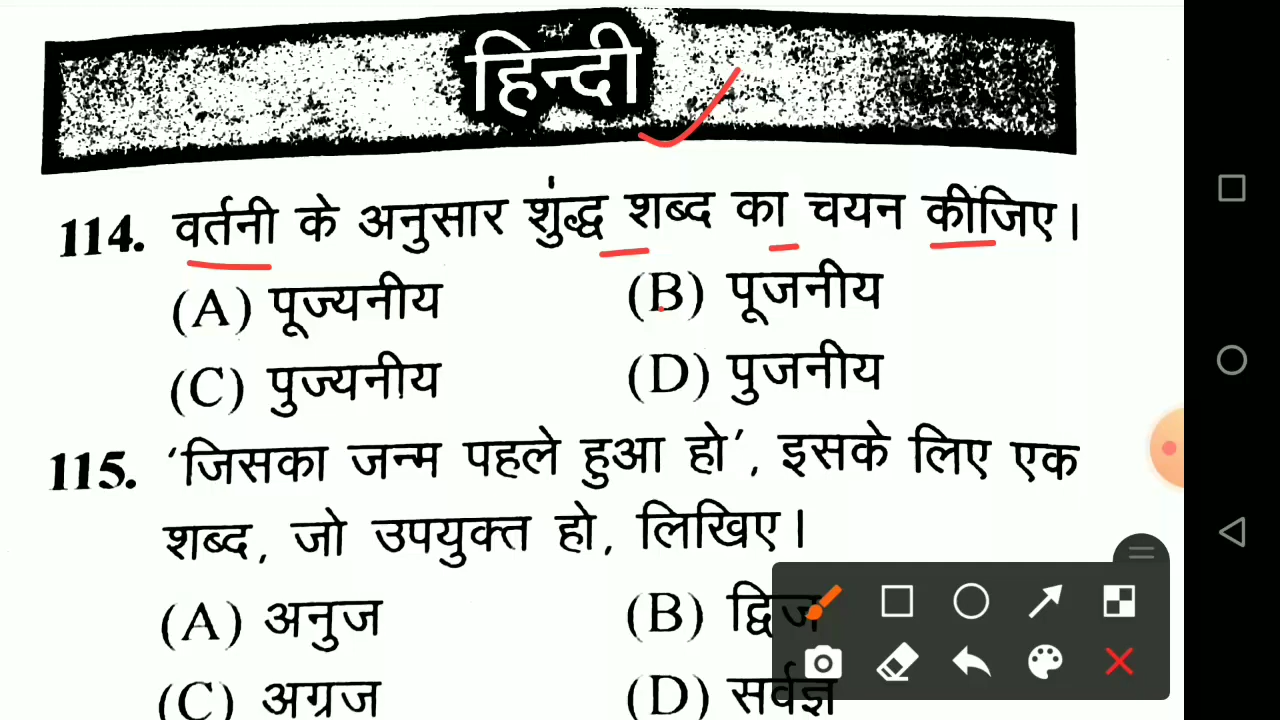 हिन्दी
114. वर्तनी के अनुसार शुद्ध शब्द का चयन कीजिए।
(A) पूज्यनीय (B) पूजनीय
(C) पुज्यनीय (D) पुजनीय
115. ‘जिसका जन्म पहले हुआ हो’, इसके लिए एक
शब्द, जो उपयुक्त हो, लिखिए।
(A) अनुज (B) द्विज
(C) अग्रज (D) सर्वज्ञ